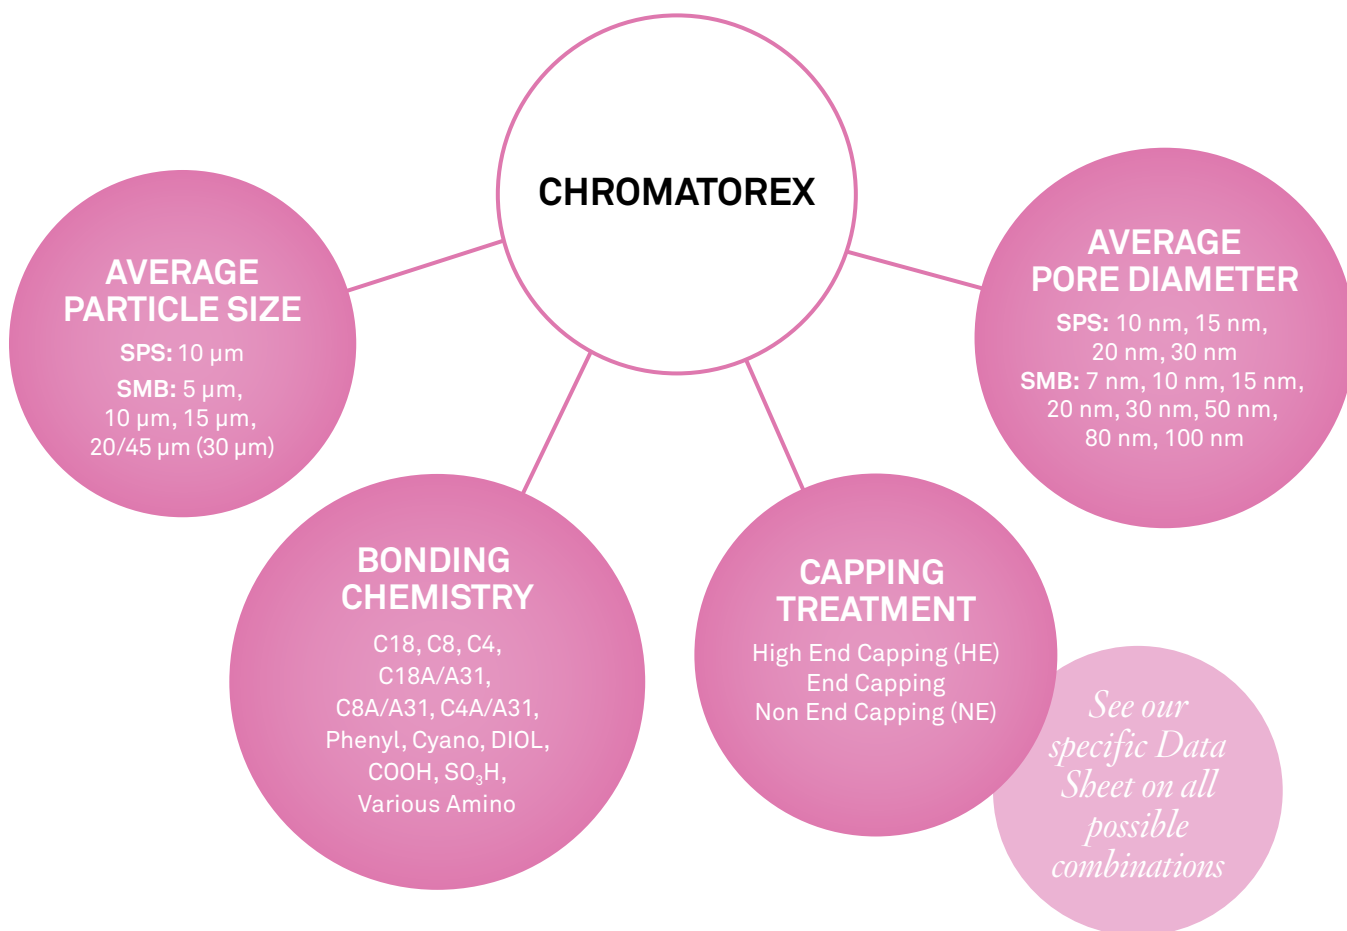 CHROMATOREX
AVERAGE
PARTICLE SIZE
SPS: 10 µm
SMB: 5 µm,
10 µm, 15 µm,
20/45 µm (30 µm)
BONDING
CHEMISTRY
C18, C8, C4,
C18A/A31,
C8A/A31, C4A/A31,
Phenyl, Cyano, DIOL,
COOH, SO₃H,
Various Amino
CAPPING
TREATMENT
High End Capping (HE)
End Capping
Non End Capping (NE)
AVERAGE
PORE DIAMETER
SPS: 10 nm, 15 nm,
20 nm, 30 nm
SMB: 7 nm, 10 nm, 15 nm,
20 nm, 30 nm, 50 nm,
80 nm, 100 nm
See our
specific Data
Sheet on all
possible
combinations